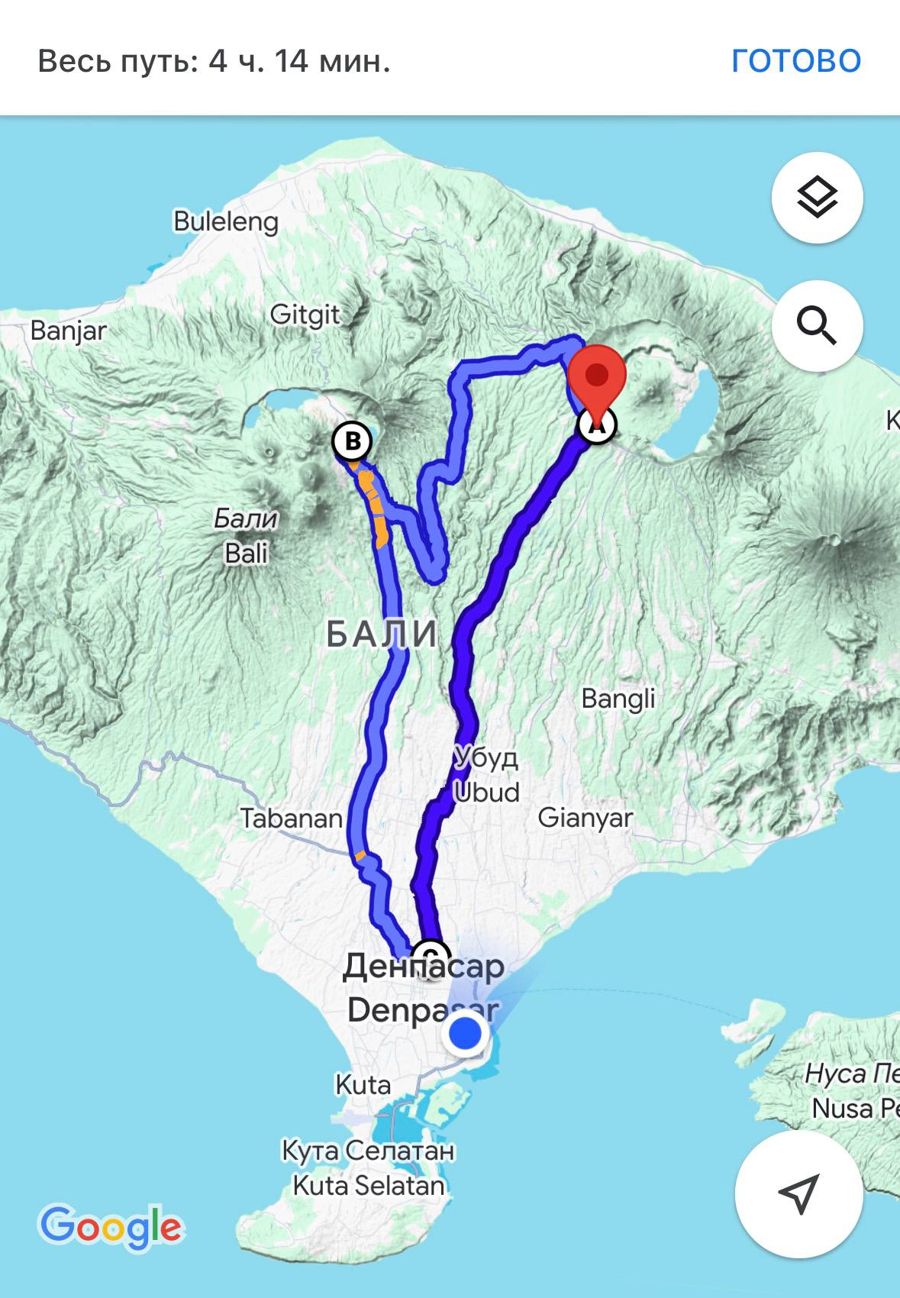 Весь путь: 4 ч. 14 мин.
ГОТОВО
Buleleng
Gitgit
Banjar
K
B
A
Бали
Bali
БАЛИ
Bangli
Убуд
Ubud
Tabanan
Gianyar
Денпасар
Denpasar
Нуса Пе
Nusa Pe
Kuta
Кута Селатан
Kuta Selatan
Google